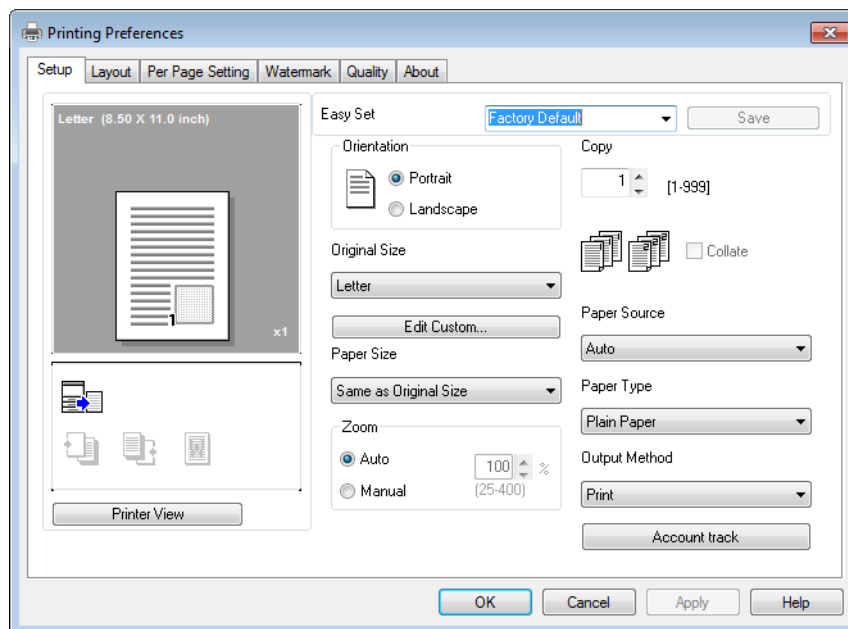 Printing Preferences
Setup Layout Per Page Setting Watermark Quality About
Letter (8.50 X 11.0 inch)
1
x1
Printer View
Easy Set Factory Default Save
Orientation
Portrait
Landscape
Original Size
Letter
Edit Custom...
Paper Size
Same as Original Size
Zoom
Auto
100 %
Manual
(25-400)
Copy
1 [1-999]
Collate
Paper Source
Auto
Paper Type
Plain Paper
Output Method
Print
Account track
OK Cancel Apply Help